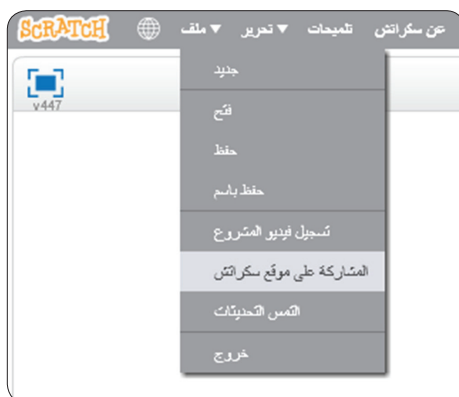 SCRATCH ملف ▼ تحرير ▼ تلميحات عن سكراتش
v447
جديد
فتح
حفظ
حفظ باسم
تسجيل فيديو المشروع
المشاركة على موقع سكراتش
التمس التحديثات
خروج